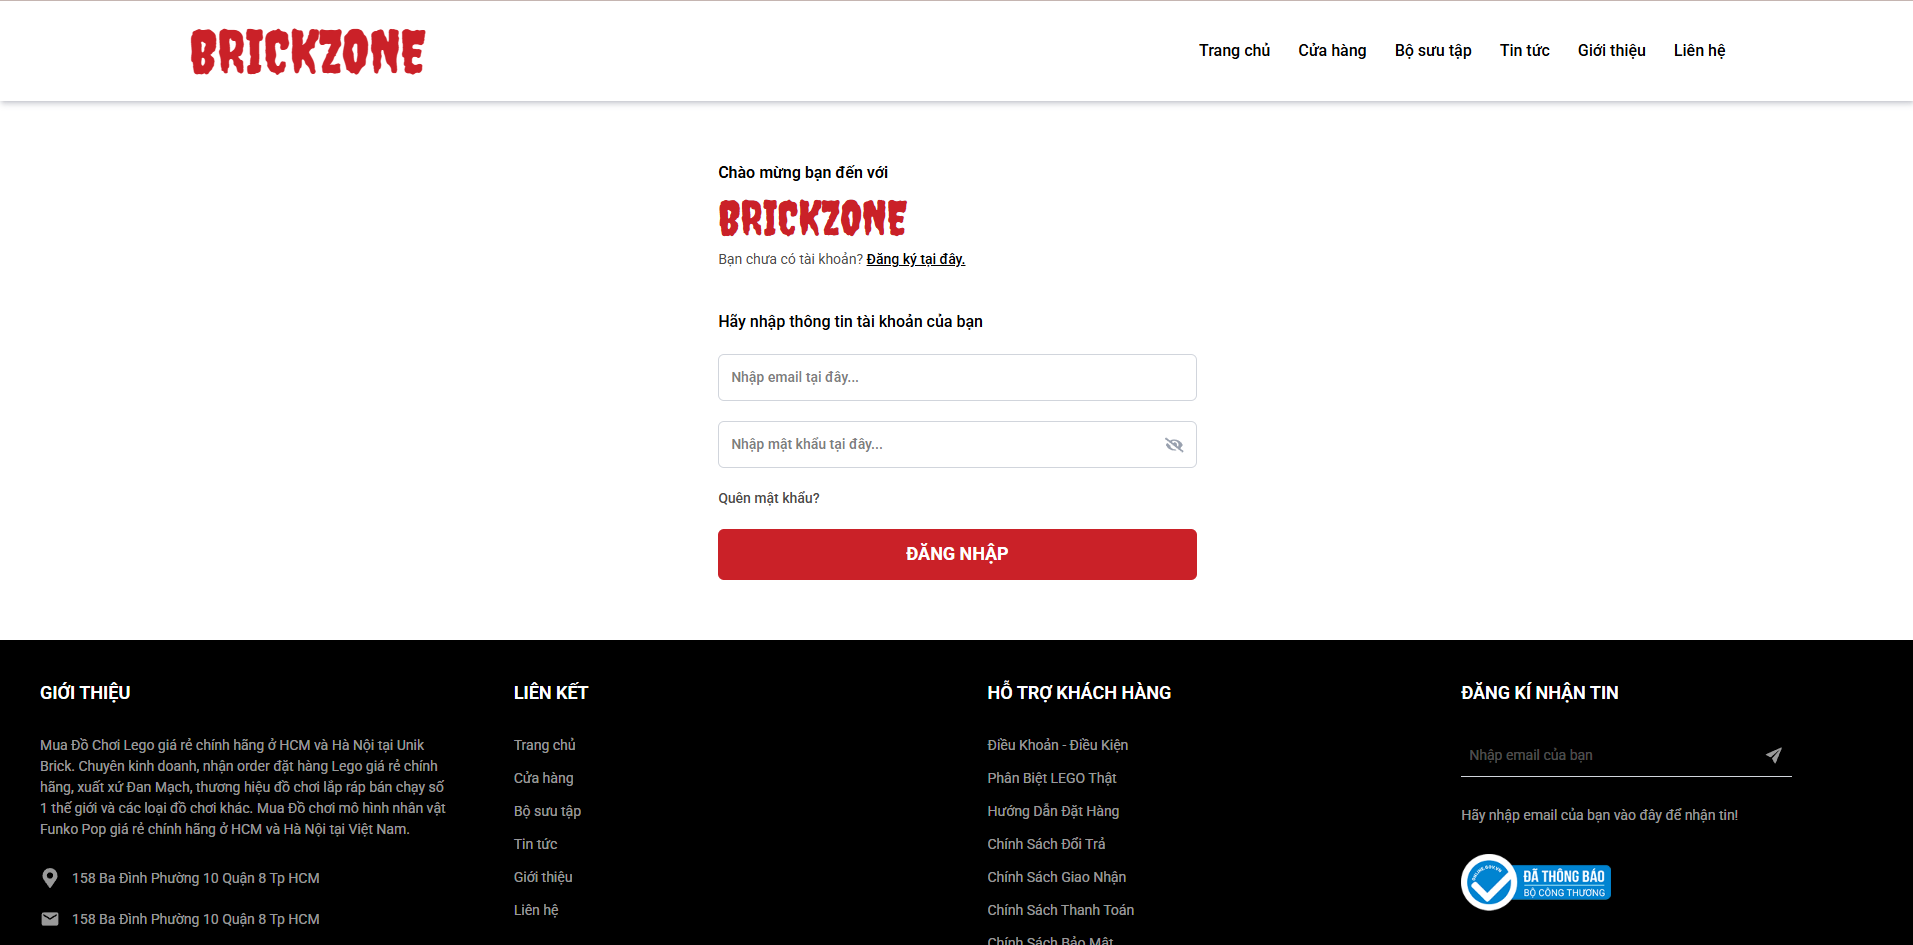 BRICKZONE
Trang chủ
Cửa hàng
Bộ sưu tập
Tin tức
Giới thiệu
Liên hệ
Chào mừng bạn đến với
BRICKZONE
Bạn chưa có tài khoản? Đăng ký tại đây.
Hãy nhập thông tin tài khoản của bạn
Nhập email tại đây...
Nhập mật khẩu tại đây...
Quên mật khẩu?
ĐĂNG NHẬP
GIỚI THIỆU
Mua Đồ Chơi Lego giá rẻ chính hãng ở HCM và Hà Nội tại Unik
Brick. Chuyên kinh doanh, nhận order đặt hàng Lego giá rẻ chính
hãng, xuất xứ Đan Mạch, thương hiệu đồ chơi lắp ráp bán chạy số
1 thế giới và các loại đồ chơi khác. Mua Đồ chơi mô hình nhân vật
Funko Pop giá rẻ chính hãng ở HCM và Hà Nội tại Việt Nam.
158 Ba Đình Phường 10 Quận 8 Tp HCM
158 Ba Đình Phường 10 Quận 8 Tp HCM
LIÊN KẾT
Trang chủ
Cửa hàng
Bộ sưu tập
Tin tức
Giới thiệu
Liên hệ
HỖ TRỢ KHÁCH HÀNG
Điều Khoản - Điều Kiện
Phân Biệt LEGO Thật
Hướng Dẫn Đặt Hàng
Chính Sách Đổi Trả
Chính Sách Giao Nhận
Chính Sách Thanh Toán
Chính Sách Bảo Mật
ĐĂNG KÍ NHẬN TIN
Nhập email của bạn
Hãy nhập email của bạn vào đây để nhận tin!
ONLINE.GOV.VN
ĐÃ THÔNG BÁO
BỘ CÔNG THƯƠNG